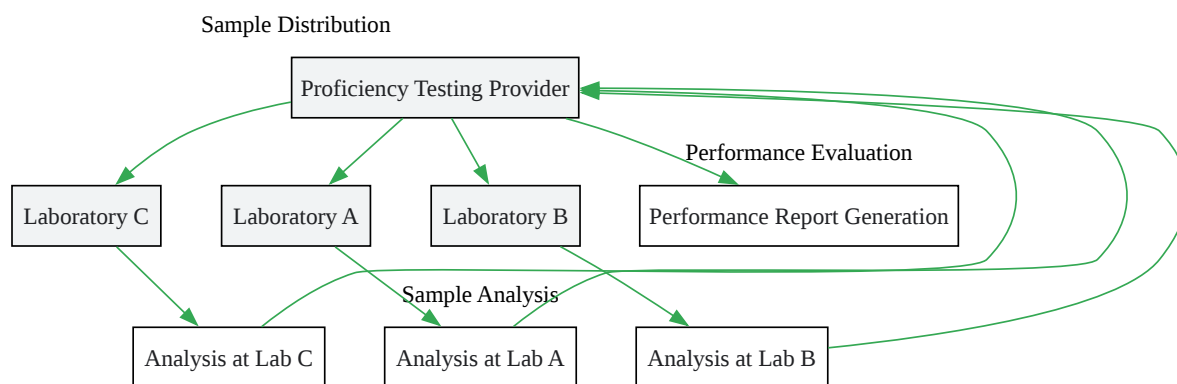 Sample Distribution
Proficiency Testing Provider
Performance Evaluation
Laboratory C
Laboratory A
Laboratory B
Performance Report Generation
Sample Analysis
Analysis at Lab C
Analysis at Lab A
Analysis at Lab B